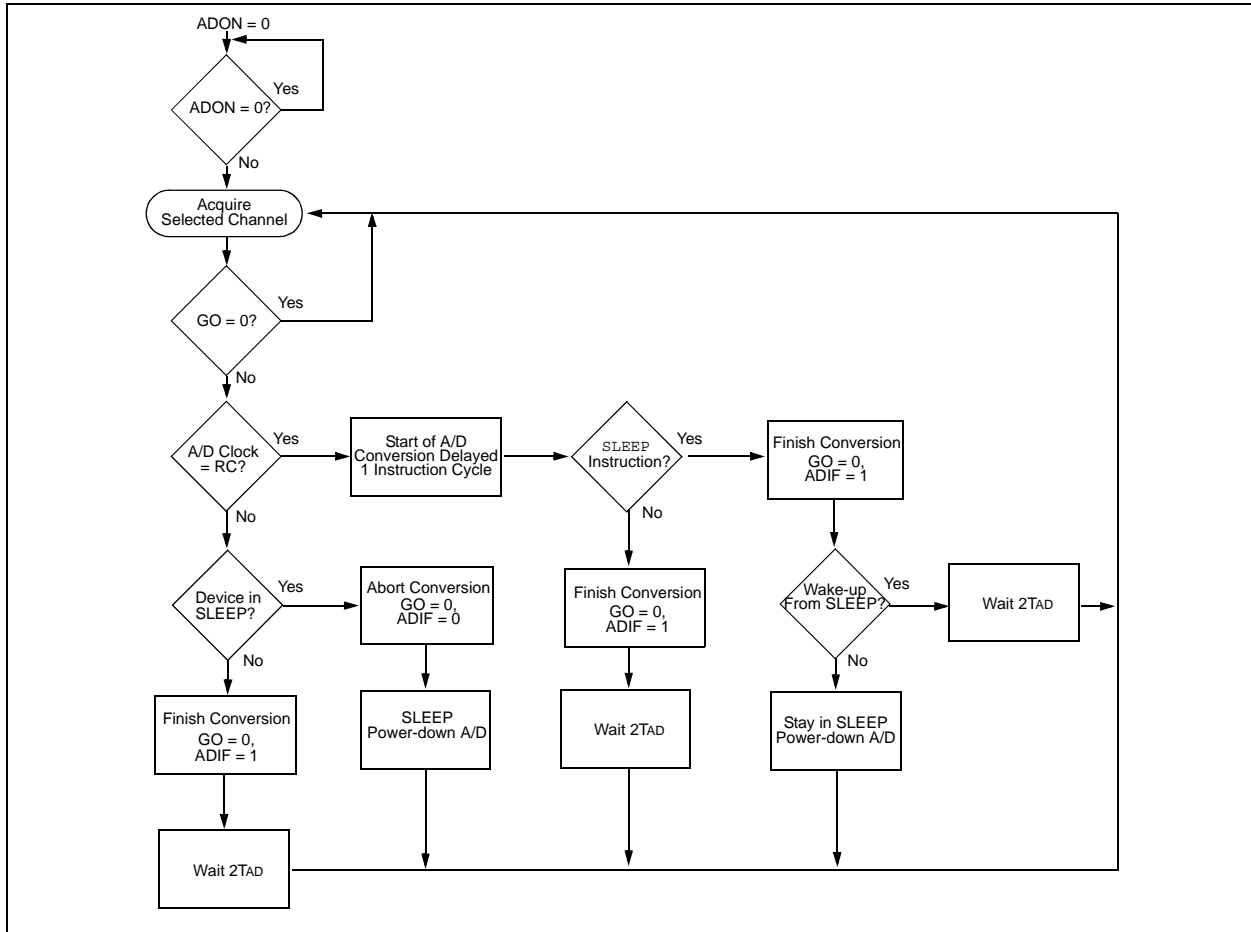 ADON = 0
Yes
ADON = 0?
No
Acquire
Selected Channel
Yes
GO = 0?
No
A/D Clock
= RC?
Yes
Start of A/D
Conversion Delayed
1 Instruction Cycle
SLEEP
Instruction?
Yes
Finish Conversion
GO = 0,
ADIF = 1
No
No
Device in
SLEEP?
Yes
Abort Conversion
GO = 0,
ADIF = 0
Finish Conversion
GO = 0,
ADIF = 1
Wake-up
From SLEEP?
Yes
Wait 2TAD
No
No
Finish Conversion
GO = 0,
ADIF = 1
SLEEP
Power-down A/D
Wait 2TAD
Stay in SLEEP
Power-down A/D
Wait 2TAD